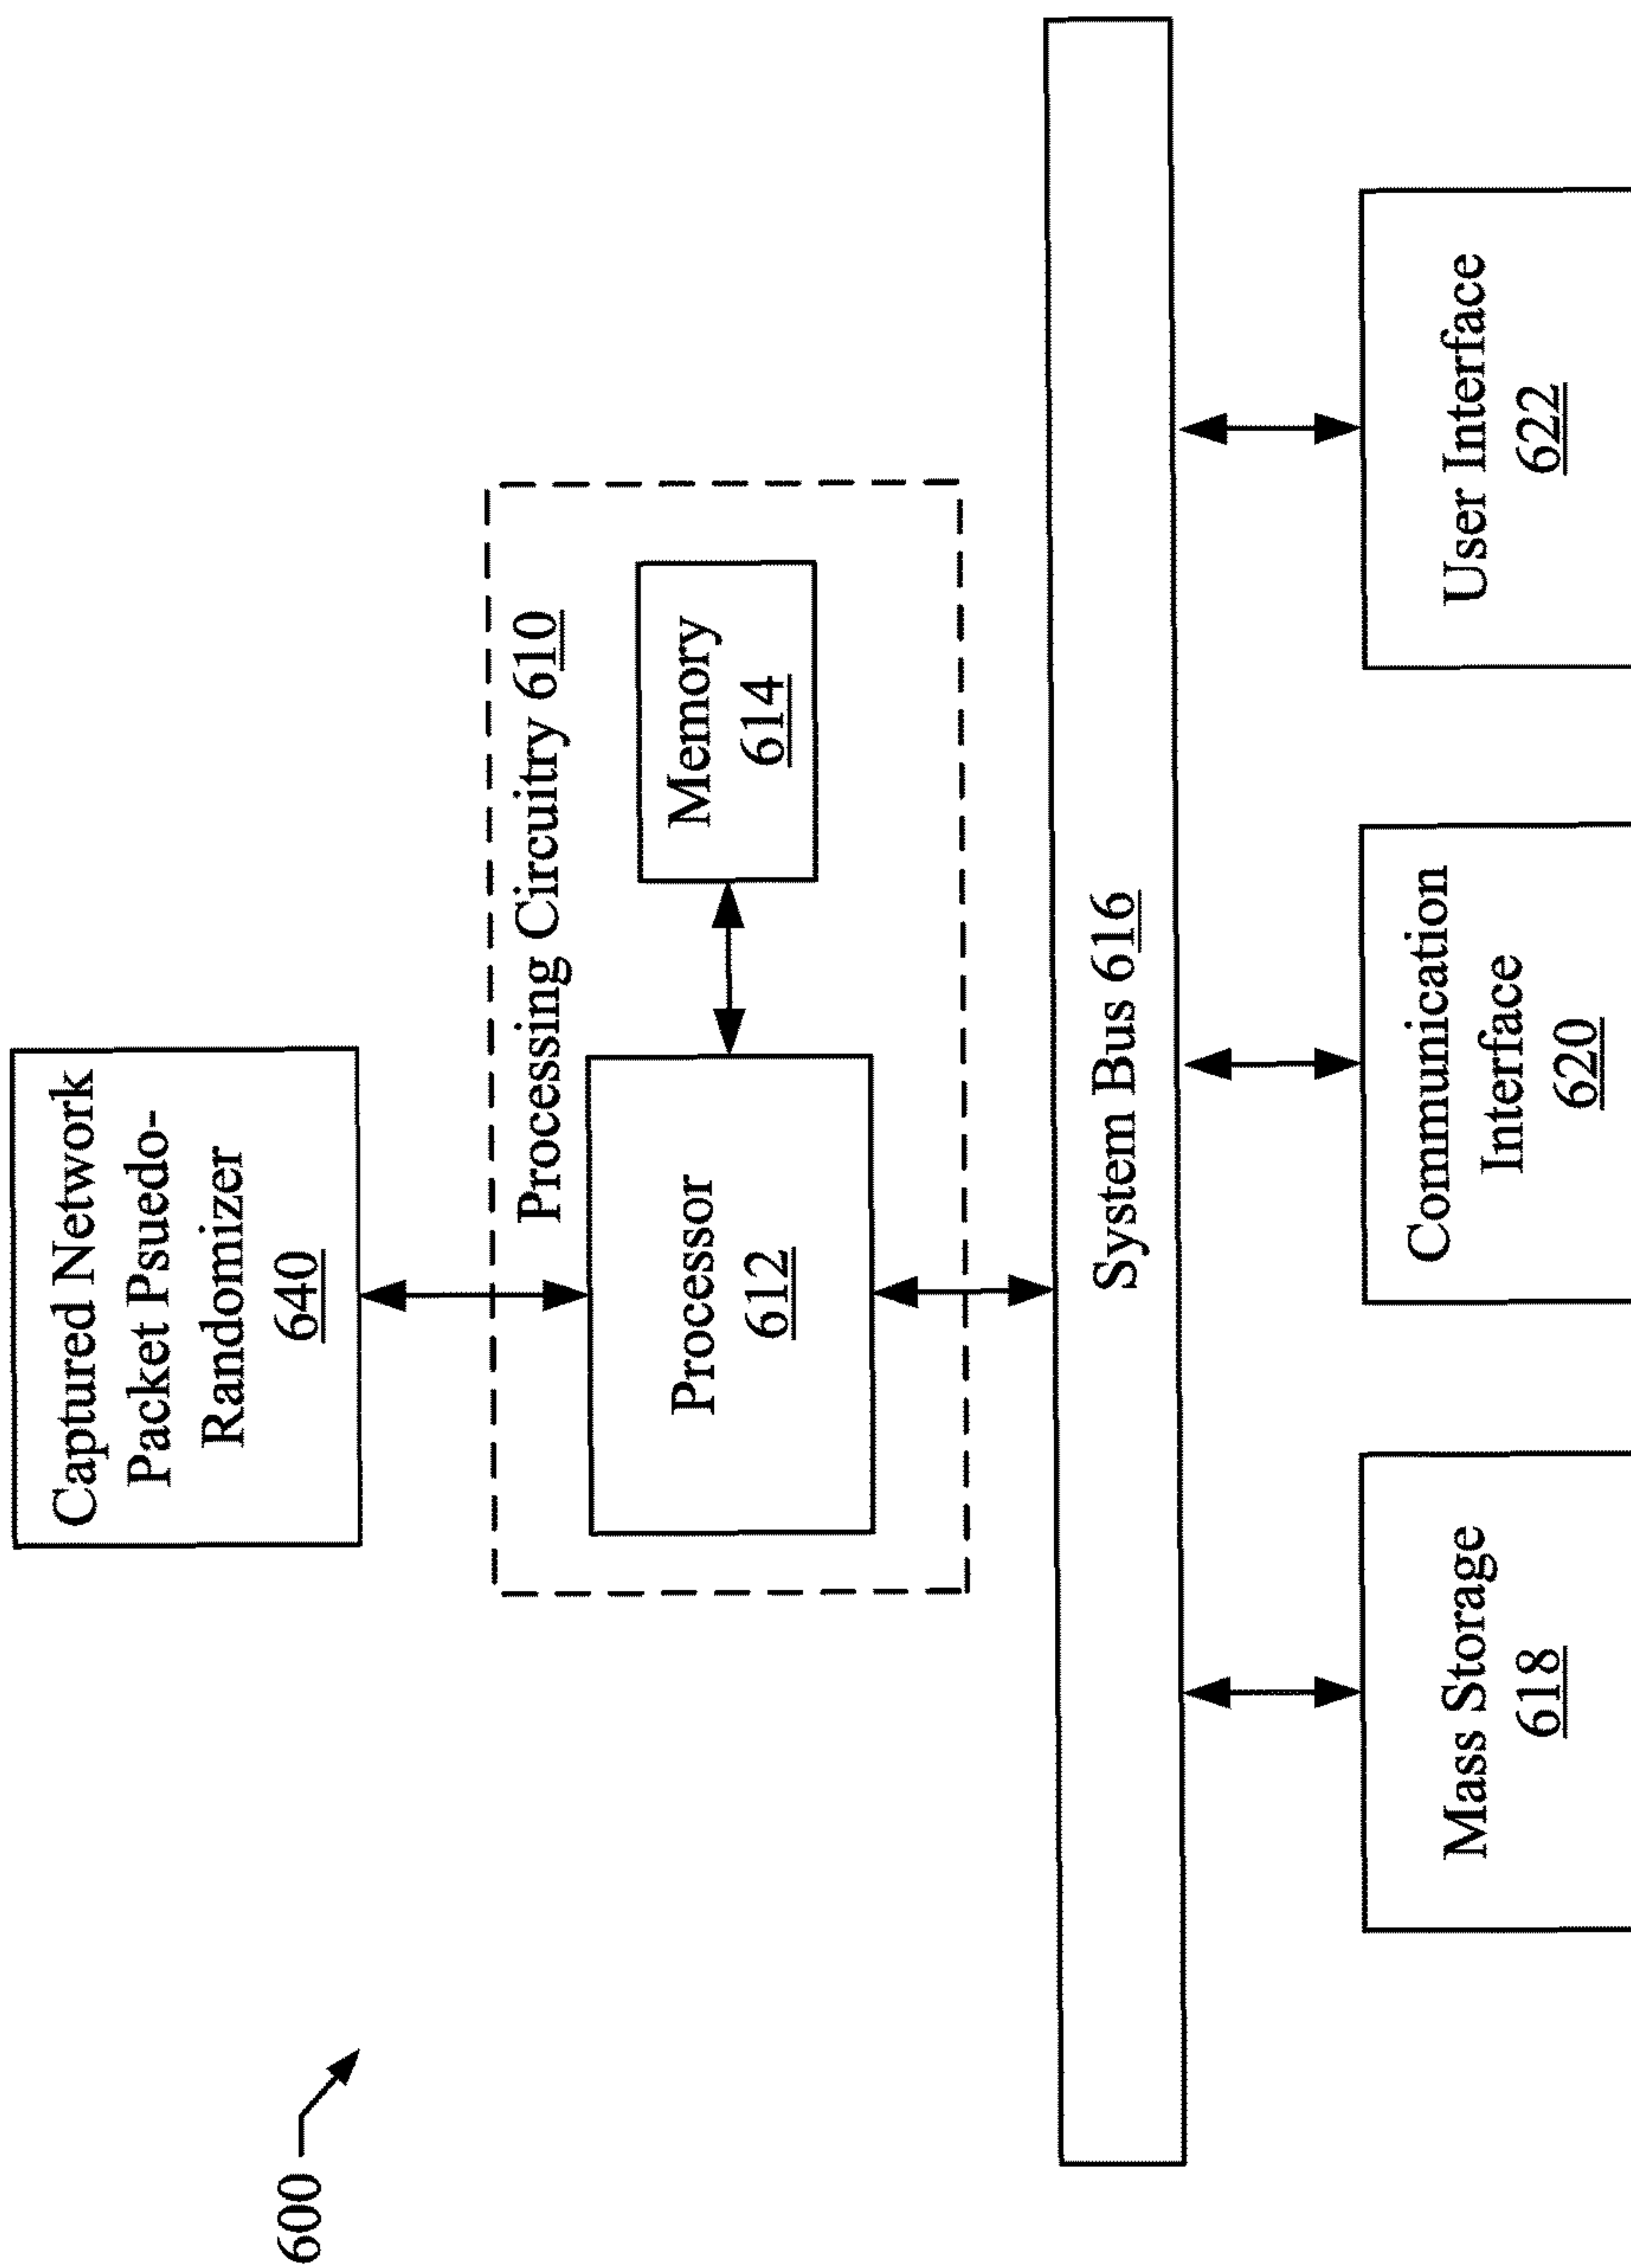 600
Captured Network
Packet Psuedo-
Randomizer
640
Processing Circuitry 610
Processor
612
Memory
614
System Bus 616
Mass Storage
618
Communication
Interface
620
User Interface
622